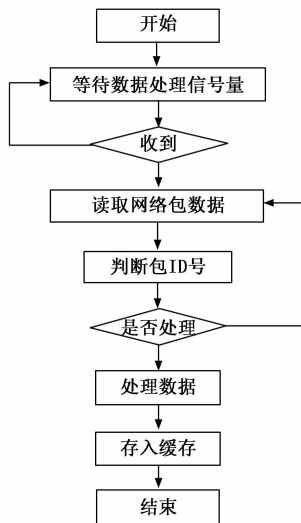 开始
等待数据处理信号量
收到
读取网络包数据
判断包ID号
是否处理
处理数据
存入缓存
结束